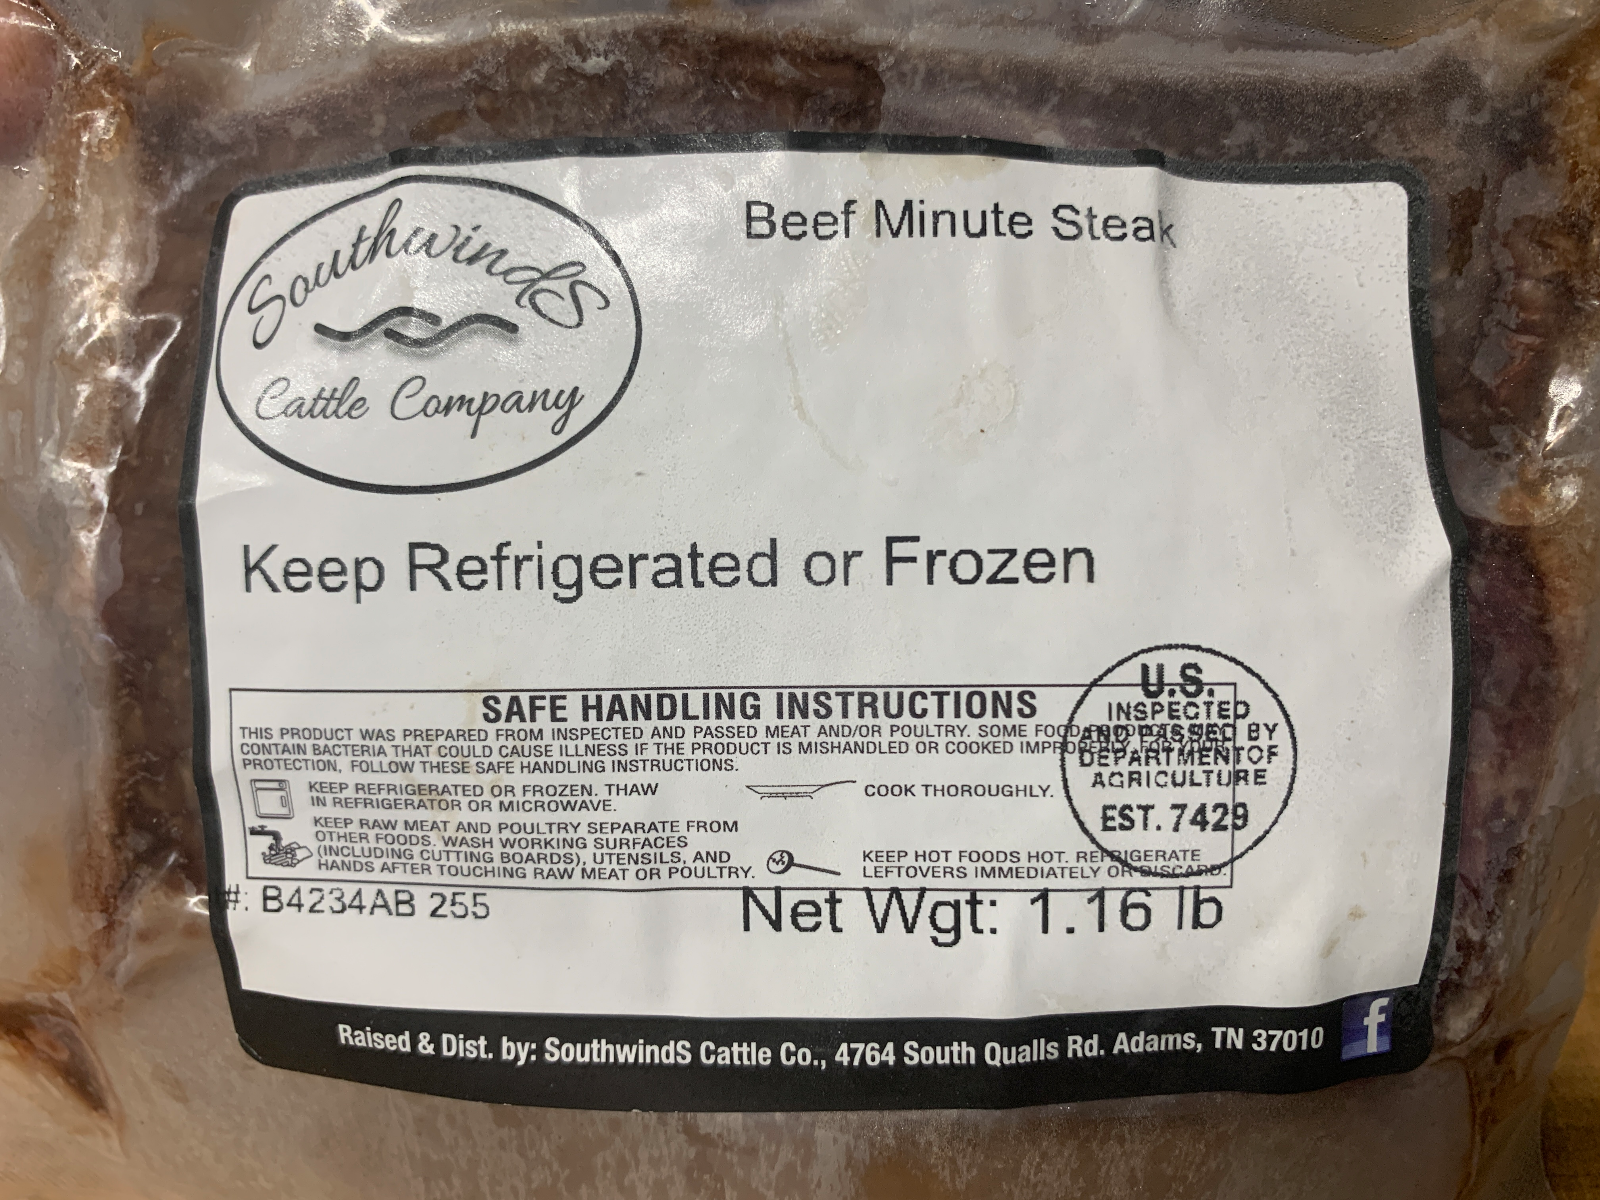 SouthwindS
Cattle Company
Beef Minute Steak
Keep Refrigerated or Frozen
SAFE HANDLING INSTRUCTIONS
THIS PRODUCT WAS PREPARED FROM INSPECTED AND PASSED MEAT AND/OR POULTRY. SOME FOOD PRODUCTS MAY
CONTAIN BACTERIA THAT COULD CAUSE ILLNESS IF THE PRODUCT IS MISHANDLED OR COOKED IMPROPERLY. FOR YOUR
PROTECTION, FOLLOW THESE SAFE HANDLING INSTRUCTIONS.
KEEP REFRIGERATED OR FROZEN. THAW
IN REFRIGERATOR OR MICROWAVE.
KEEP RAW MEAT AND POULTRY SEPARATE FROM
OTHER FOODS. WASH WORKING SURFACES
(INCLUDING CUTTING BOARDS), UTENSILS, AND
HANDS AFTER TOUCHING RAW MEAT OR POULTRY.
COOK THOROUGHLY.
KEEP HOT FOODS HOT. REFRIGERATE
LEFTOVERS IMMEDIATELY OR DISCARD.
U.S.
INSPECTED
AND PASSED BY
DEPARTMENT OF
AGRICULTURE
EST. 7429
#: B4234AB 255
Net Wgt: 1.16 lb
Raised & Dist. by: SouthwindS Cattle Co., 4764 South Qualls Rd. Adams, TN 37010
f